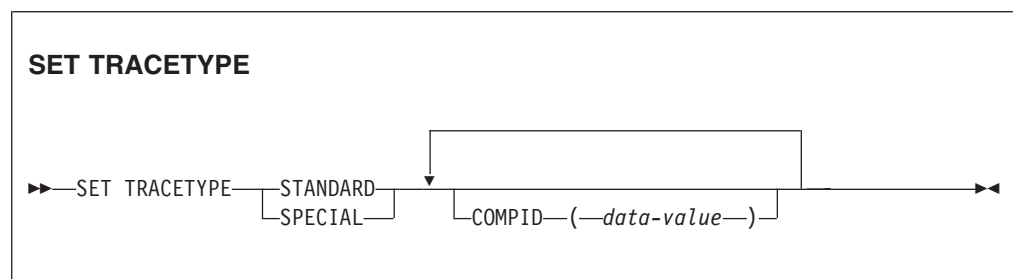 SET TRACETYPE
SET TRACETYPE STANDARD
SPECIAL COMPID ( data-value )